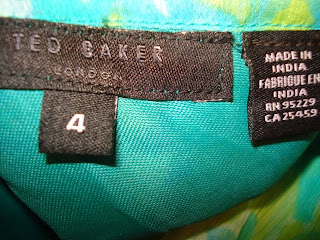 TED BAKER
LONDON
4
MADE IN
INDIA
FABRIQUE EN
INDIA
RN 95229
CA 25459